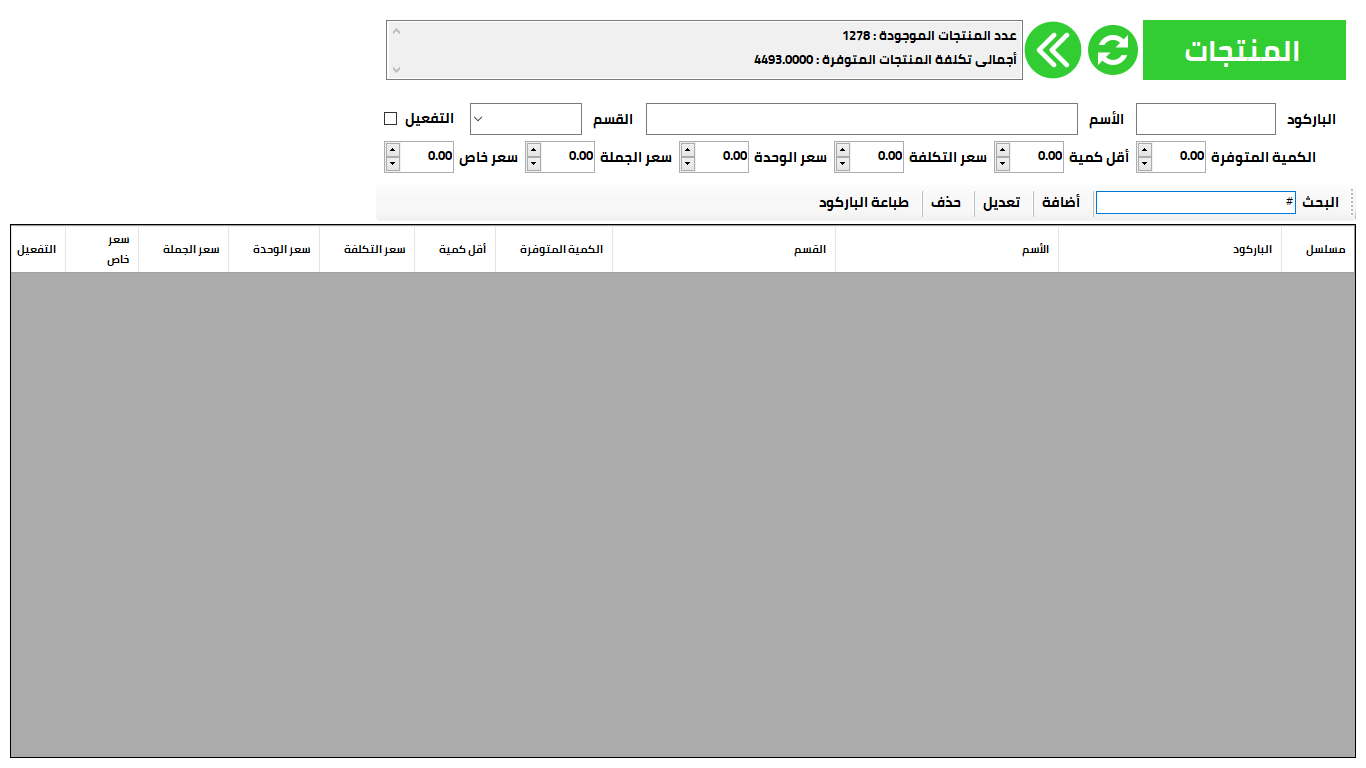 المنتجات
عدد المنتجات الموجودة : 1278
أجمالى تكلفة المنتجات المتوفرة : 4493.0000
الباركود الأسم القسم التفعيل
الكمية المتوفرة 0.00 أقل كمية 0.00 سعر التكلفة 0.00 سعر الوحدة 0.00 سعر الجملة 0.00 سعر خاص 0.00
البحث # أضافة تعديل حذف طباعة الباركود
مسلسل الباركود الأسم القسم الكمية المتوفرة أقل كمية سعر التكلفة سعر الوحدة سعر الجملة سعر خاص التفعيل